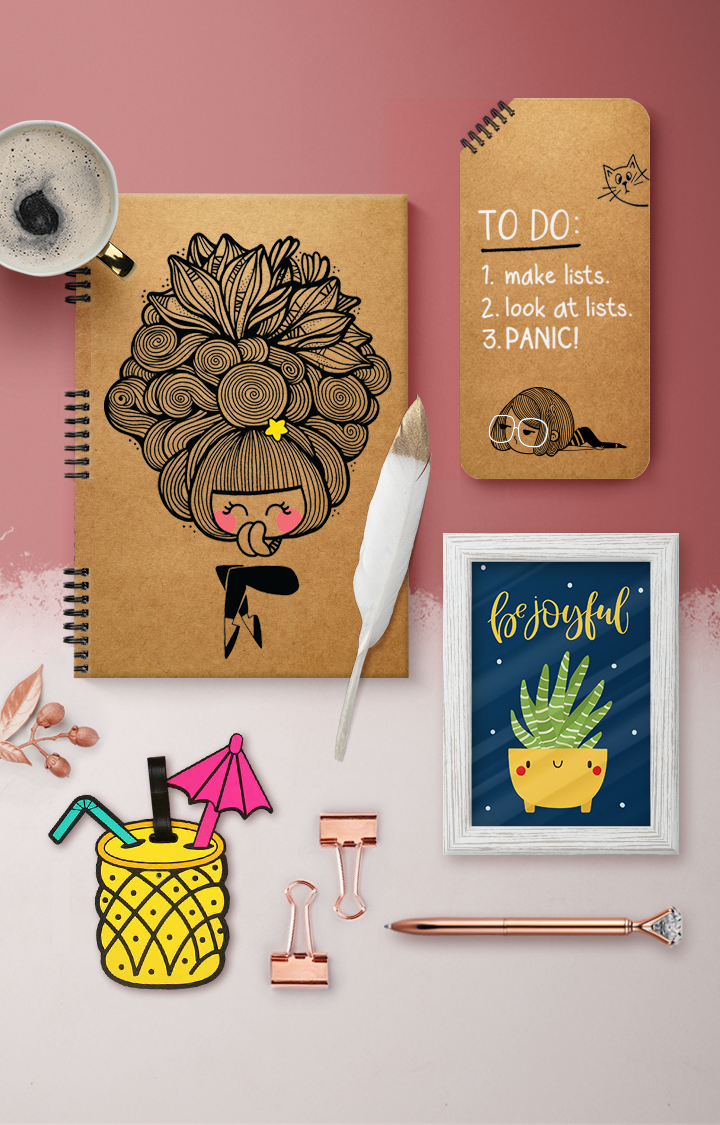 TO DO:
1. make lists.
2. look at lists.
3. PANIC!
be joyful